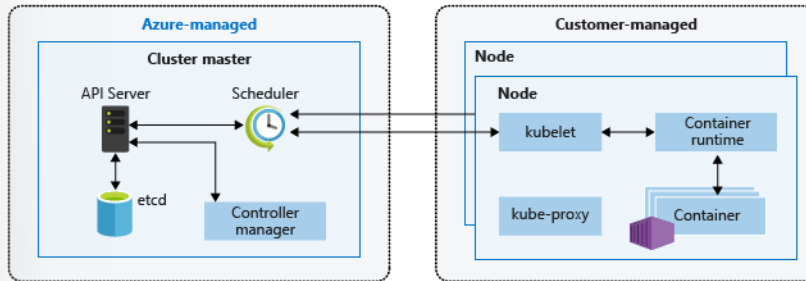 Azure-managed
Cluster master
API Server
Scheduler
etcd
Controller
manager
Customer-managed
Node
Node
kubelet
Container
runtime
kube-proxy
Container